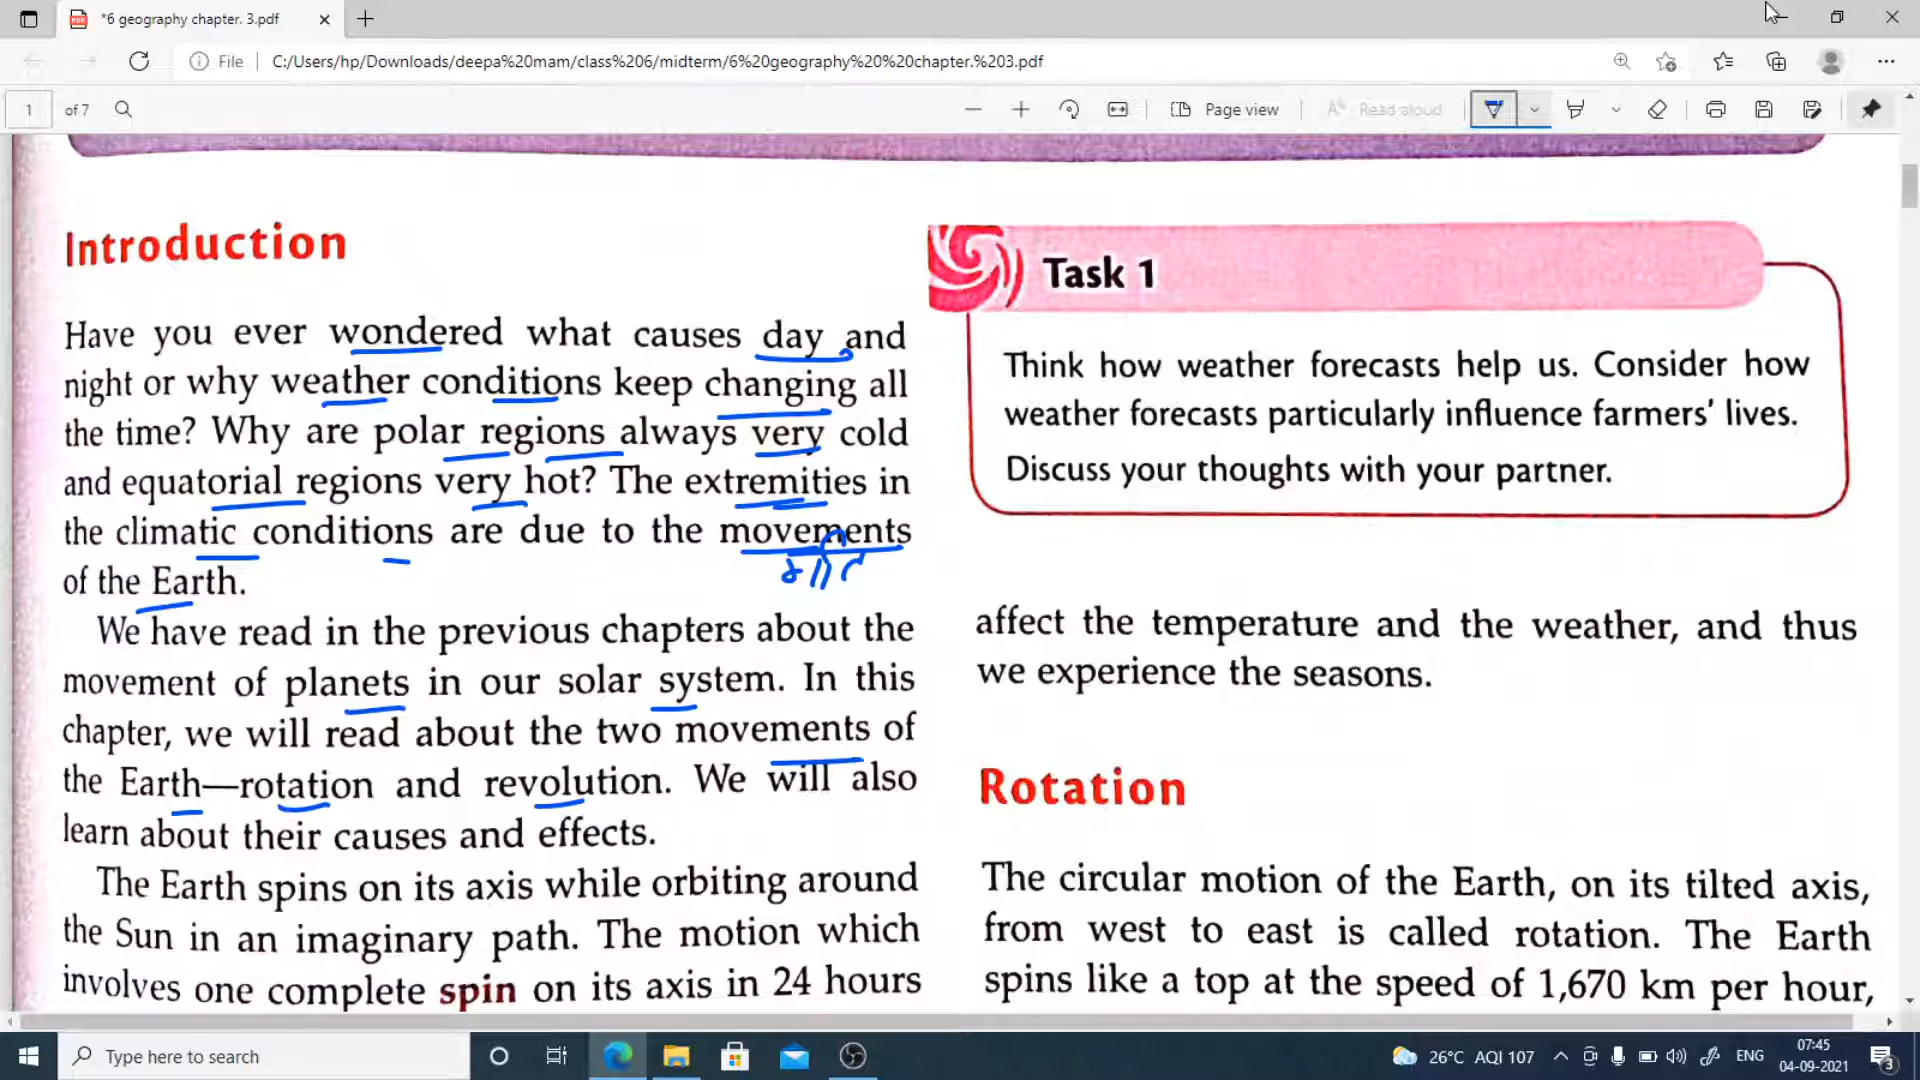 *6 geography chapter. 3.pdf
File
C:/Users/hp/Downloads/deepa%20mam/class%206/midterm/6%20geography%20%20chapter.%203.pdf
1 of 7
Page view
Read aloud
Introduction
Have you ever wondered what causes day and
night or why weather conditions keep changing all
the time? Why are polar regions always very cold
and equatorial regions very hot? The extremities in
the climatic conditions are due to the movements
of the Earth.
We have read in the previous chapters about the
movement of planets in our solar system. In this
chapter, we will read about the two movements of
the Earth—rotation and revolution. We will also
learn about their causes and effects.
The Earth spins on its axis while orbiting around
the Sun in an imaginary path. The motion which
involves one complete spin on its axis in 24 hours
Task 1
Think how weather forecasts help us. Consider how
weather forecasts particularly influence farmers' lives.
Discuss your thoughts with your partner.
affect the temperature and the weather, and thus
we experience the seasons.
Rotation
The circular motion of the Earth, on its tilted axis,
from west to east is called rotation. The Earth
spins like a top at the speed of 1,670 km per hour,
Type here to search
26°C AQI 107
ENG
07:45
04-09-2021
3